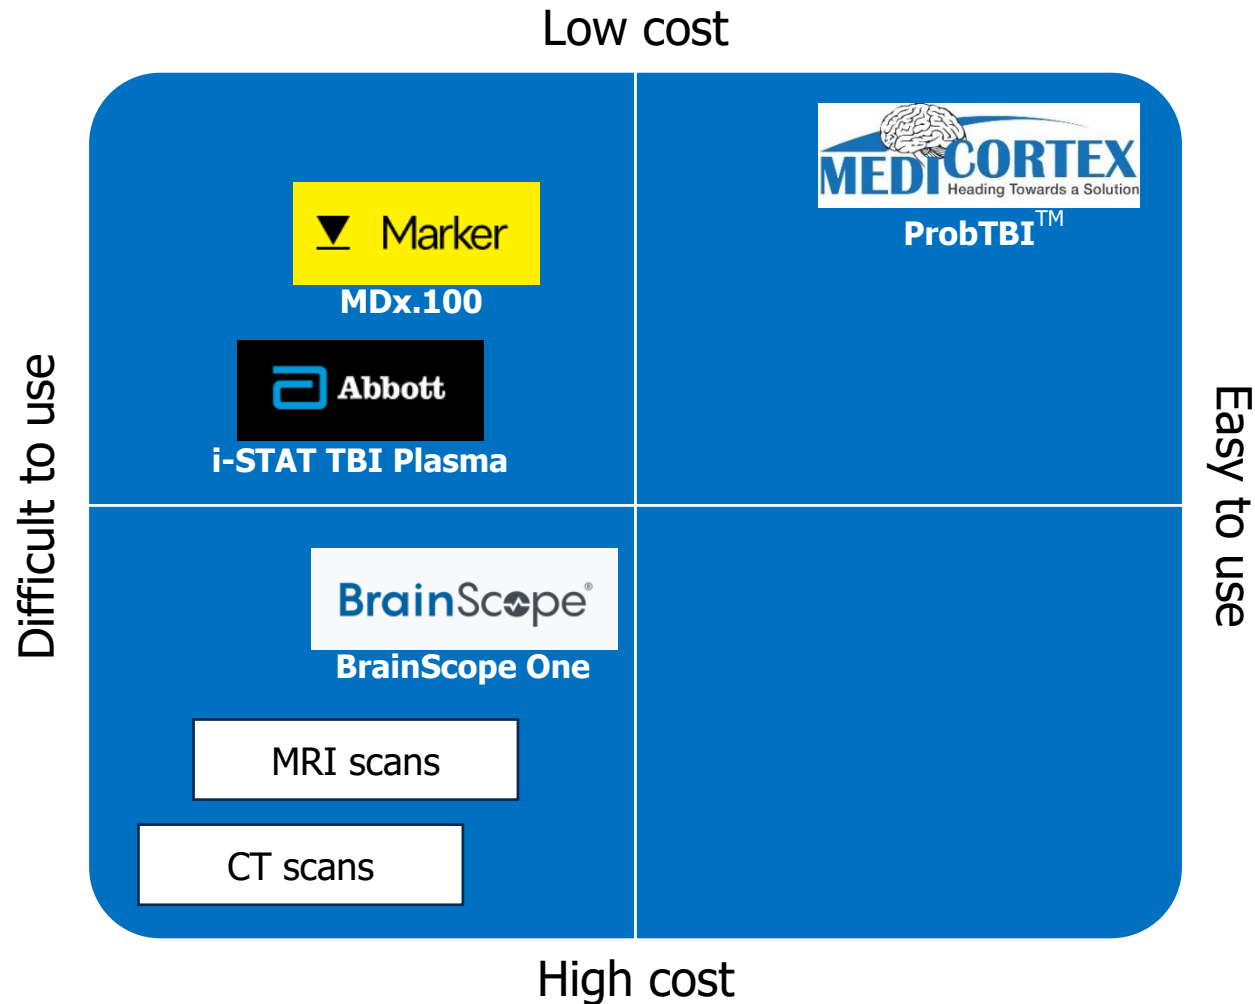 Low cost
MEDICORTEX
Heading Towards a Solution
ProbTBI™
Marker
MDx.100
Abbott
i-STAT TBI Plasma
Difficult to use
Easy to use
BrainScope®
BrainScope One
MRI scans
CT scans
High cost